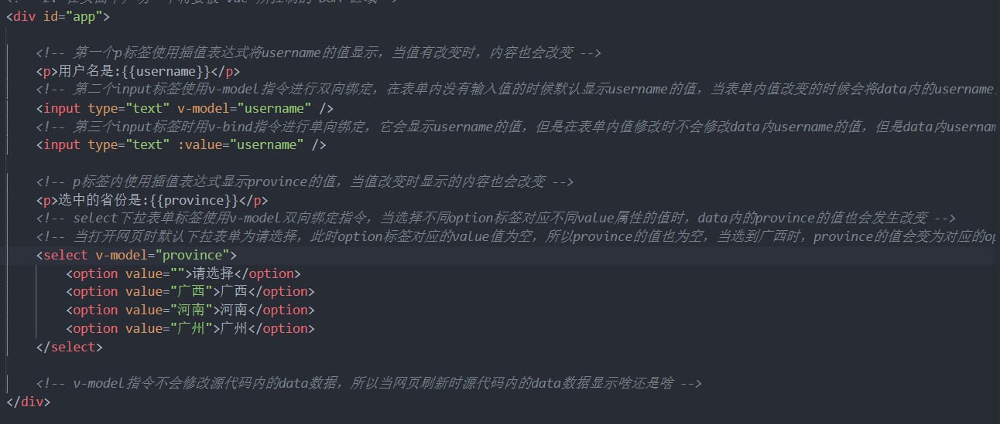 <div id="app">
<!-- 第一个p标签使用插值表达式将username的值显示，当值有改变时，内容也会改变 -->
<p>用户名是:{{username}}</p>
<!-- 第二个input标签使用v-model指令进行双向绑定，在表单内没有输入值的时候默认显示username的值，当表单内值改变的时候会将data内的username
<input type="text" v-model="username" />
<!-- 第三个input标签时用v-bind指令进行单向绑定，它会显示username的值，但是在表单内值修改时不会修改data内username的值，但是data内usernam
<input type="text" :value="username" />
<!-- p标签内使用插值表达式显示province的值，当值改变时显示的内容也会改变 -->
<p>选中的省份是:{{province}}</p>
<!-- select下拉表单标签使用v-model双向绑定指令，当选择不同option标签对应不同value属性的值时，data内的province的值也会发生改变 -->
<!-- 当打开网页时默认下拉表单为请选择，此时option标签对应的value值为空，所以province的值也为空，当选到广西时，province的值会变为对应的op
<select v-model="province">
<option value="">请选择</option>
<option value="广西">广西</option>
<option value="河南">河南</option>
<option value="广州">广州</option>
</select>
<!-- v-model指令不会修改源代码内的data数据，所以当网页刷新时源代码内的data数据显示啥还是啥 -->
</div>